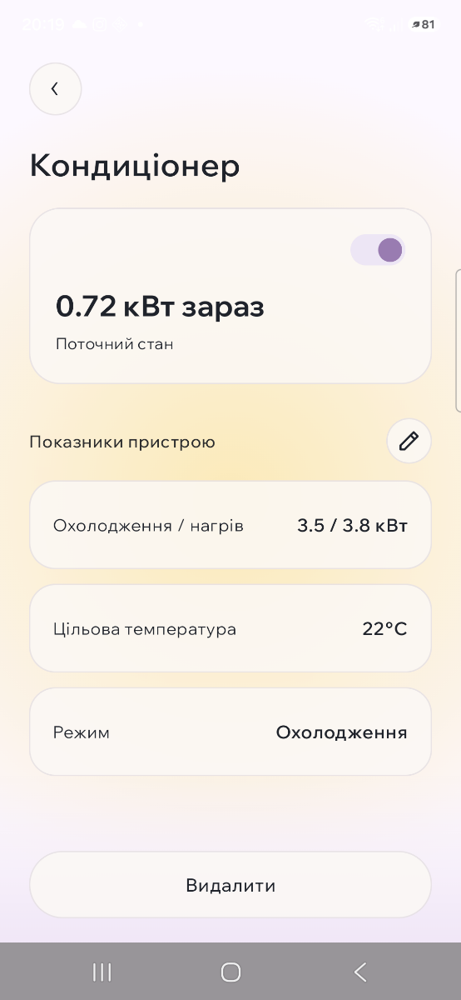 20:19
81
Кондиціонер
0.72 кВт зараз
Поточний стан
Показники пристрою
Охолодження / нагрів 3.5 / 3.8 кВт
Цільова температура 22°C
Режим Охолодження
Видалити